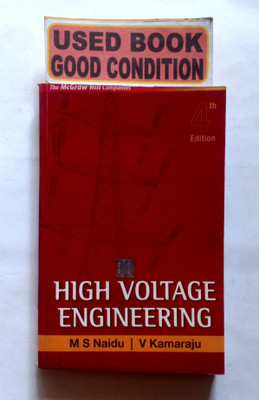 USED BOOK
GOOD CONDITION
The McGraw Hill Companies
4th
Edition
HIGH VOLTAGE
ENGINEERING
M S Naidu | V Kamaraju